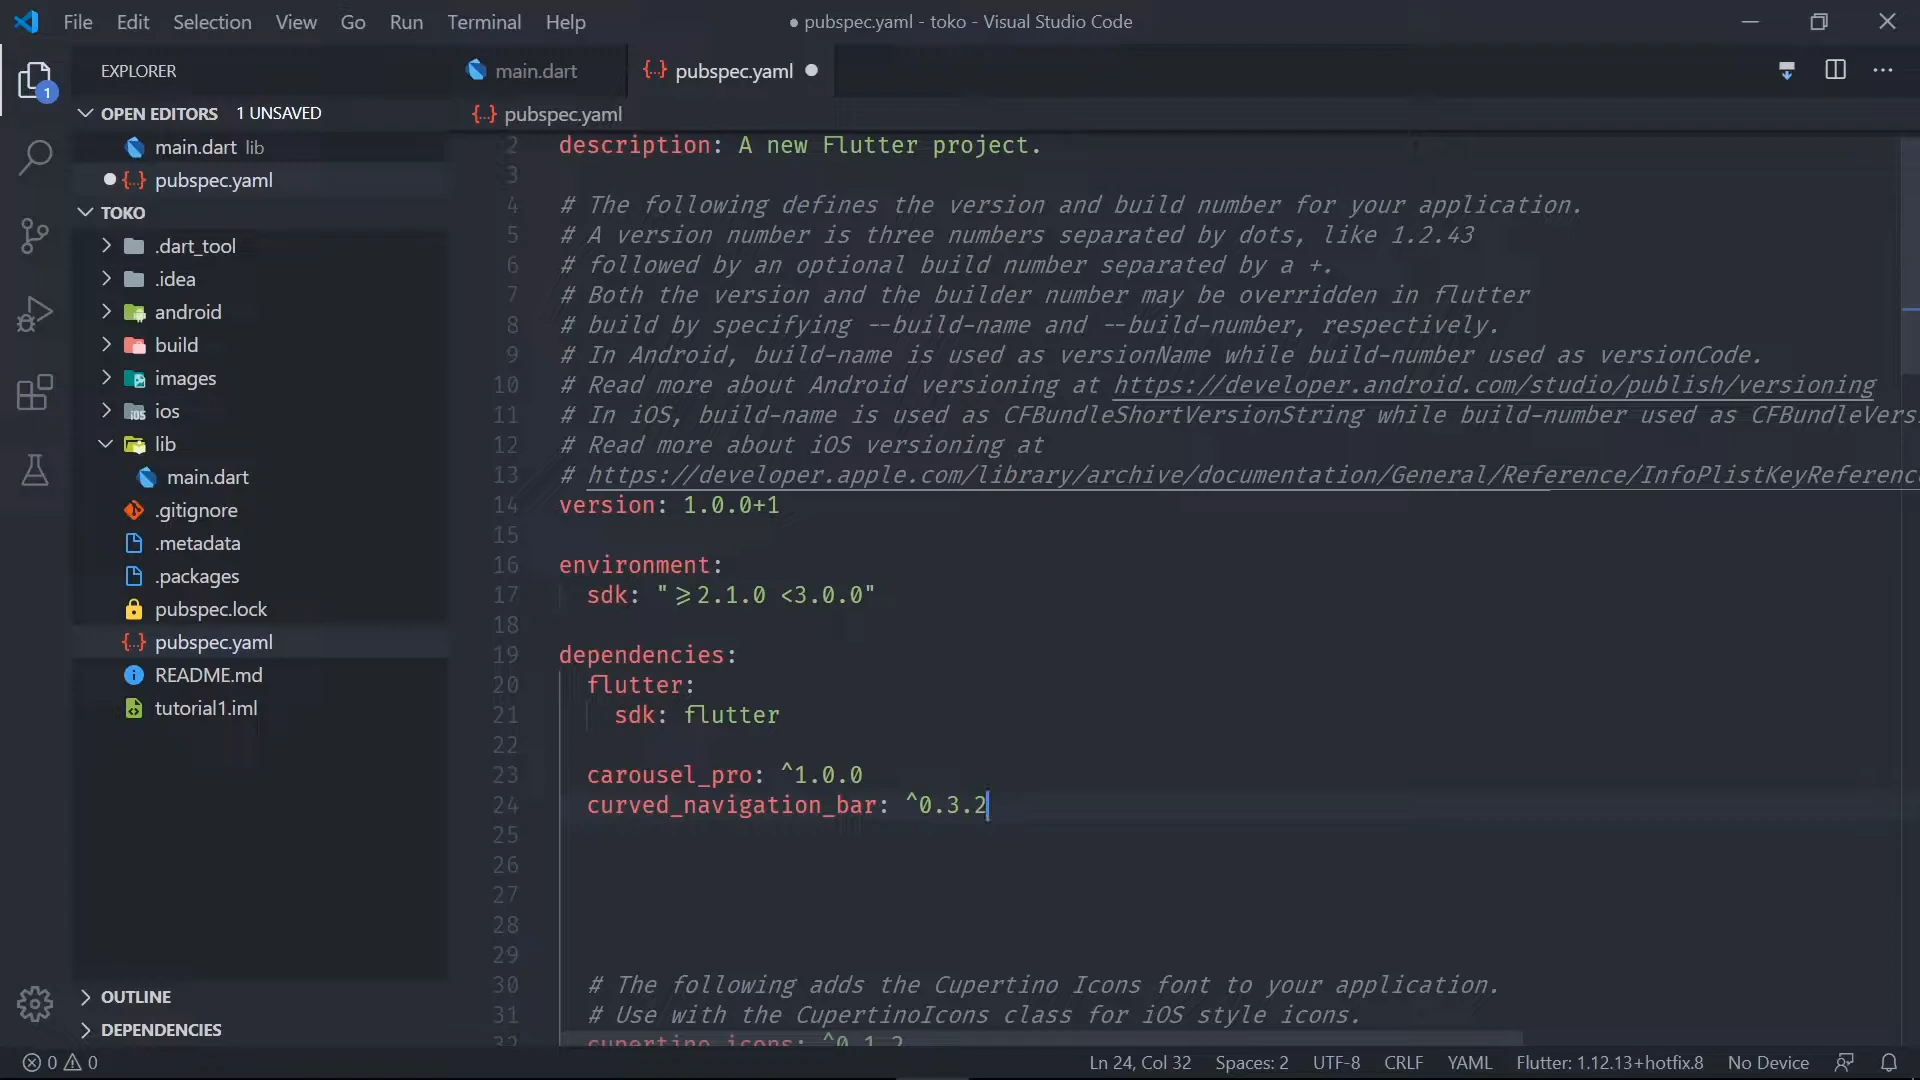 File Edit Selection View Go Run Terminal Help
● pubspec.yaml - toko - Visual Studio Code
1
EXPLORER
OPEN EDITORS 1 UNSAVED
main.dart lib
pubspec.yaml
TOKO
.dart_tool
.idea
android
build
images
ios
lib
main.dart
.gitignore
.metadata
.packages
pubspec.lock
pubspec.yaml
README.md
tutorial1.iml
OUTLINE
DEPENDENCIES
main.dart
pubspec.yaml
pubspec.yaml
2 description: A new Flutter project.
3
4 # The following defines the version and build number for your application.
5 # A version number is three numbers separated by dots, like 1.2.43
6 # followed by an optional build number separated by a +.
7 # Both the version and the builder number may be overridden in flutter
8 # build by specifying --build-name and --build-number, respectively.
9 # In Android, build-name is used as versionName while build-number used as versionCode.
10 # Read more about Android versioning at https://developer.android.com/studio/publish/versioning
11 # In iOS, build-name is used as CFBundleShortVersionString while build-number used as CFBundleVers
12 # Read more about iOS versioning at
13 # https://developer.apple.com/library/archive/documentation/General/Reference/InfoPlistKeyReference
14 version: 1.0.0+1
15
16 environment:
17 sdk: ">=2.1.0 <3.0.0"
18
19 dependencies:
20 flutter:
21 sdk: flutter
22
23 carousel_pro: ^1.0.0
24 curved_navigation_bar: ^0.3.2
25
26
27
28
29
30 # The following adds the Cupertino Icons font to your application.
31 # Use with the CupertinoIcons class for iOS style icons.
32 cupertino_icons: ^0.1.2
0 0
Ln 24, Col 32 Spaces: 2 UTF-8 CRLF YAML Flutter: 1.12.13+hotfix.8 No Device